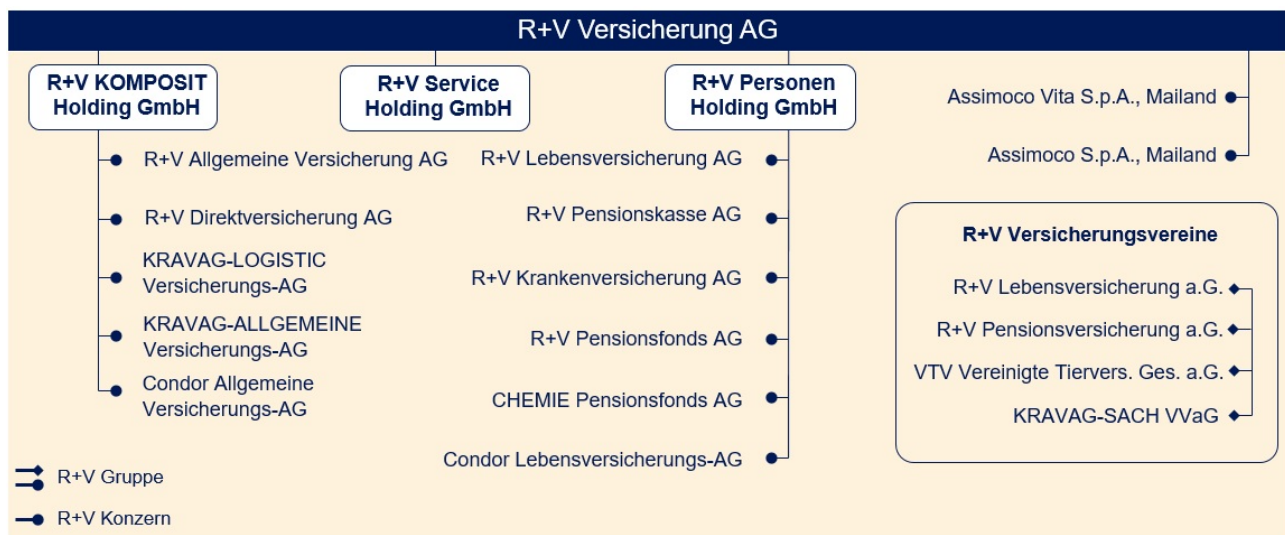 R+V Versicherung AG
R+V KOMPOSIT
Holding GmbH
R+V Allgemeine Versicherung AG
R+V Direktversicherung AG
KRAVAG-LOGISTIC
Versicherungs-AG
KRAVAG-ALLGEMEINE
Versicherungs-AG
Condor Allgemeine
Versicherungs-AG
R+V Service
Holding GmbH
R+V Personen
Holding GmbH
R+V Lebensversicherung AG
R+V Pensionskasse AG
R+V Krankenversicherung AG
R+V Pensionsfonds AG
CHEMIE Pensionsfonds AG
Condor Lebensversicherungs-AG
Assimoco Vita S.p.A., Mailand
Assimoco S.p.A., Mailand
R+V Versicherungsvereine
R+V Lebensversicherung a.G.
R+V Pensionsversicherung a.G.
VTV Vereinigte Tiervers. Ges. a.G.
KRAVAG-SACH VVaG
R+V Gruppe
R+V Konzern